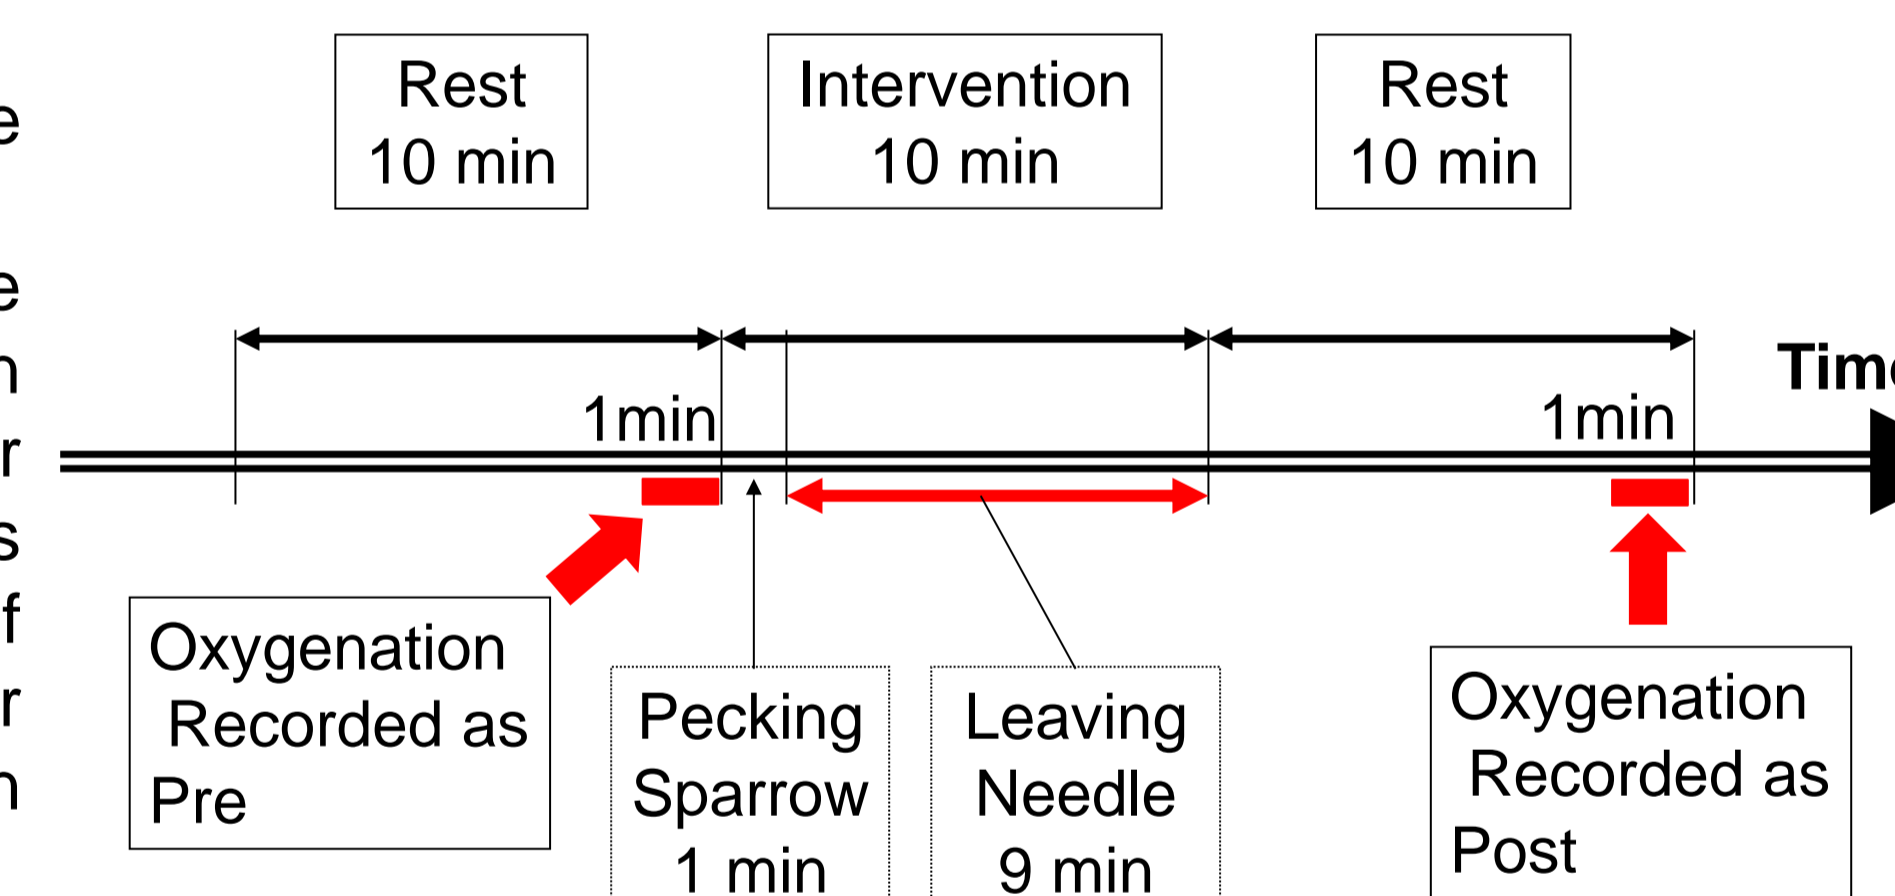 Rest
10 min
Intervention
10 min
Rest
10 min
1min
1min
Oxygenation
Recorded as
Pre
Pecking
Sparrow
1 min
Leaving
Needle
9 min
Oxygenation
Recorded as
Post